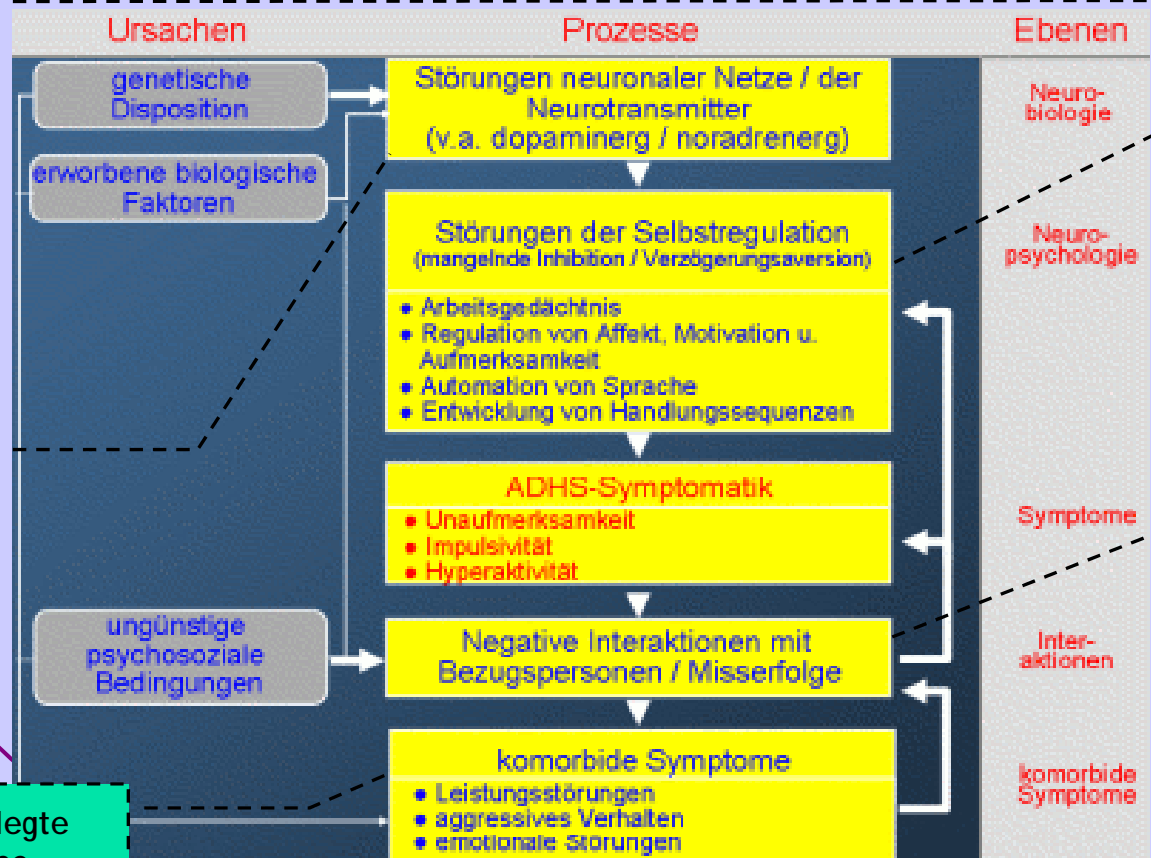 Ursachen
Prozesse
Ebenen
genetische
Disposition
erworbene biologische
Faktoren
Störungen neuronaler Netze / der
Neurotransmitter
(v.a. dopaminerg / noradrenerg)
Neuro-
biologie
Störungen der Selbstregulation
(mangelnde Inhibition / Verzögerungsaversion)
• Arbeitsgedächtnis
• Regulation von Affekt, Motivation u.
Aufmerksamkeit
• Automation von Sprache
• Entwicklung von Handlungssequenzen
Neuro-
psychologie
ADHS-Symptomatik
• Unaufmerksamkeit
• Impulsivität
• Hyperaktivität
Symptome
ungünstige
psychosoziale
Bedingungen
Negative Interaktionen mit
Bezugspersonen / Misserfolge
Inter-
aktionen
komorbide Symptome
• Leistungsstörungen
• aggressives Verhalten
• emotionale Störungen
komorbide
Symptome
legte